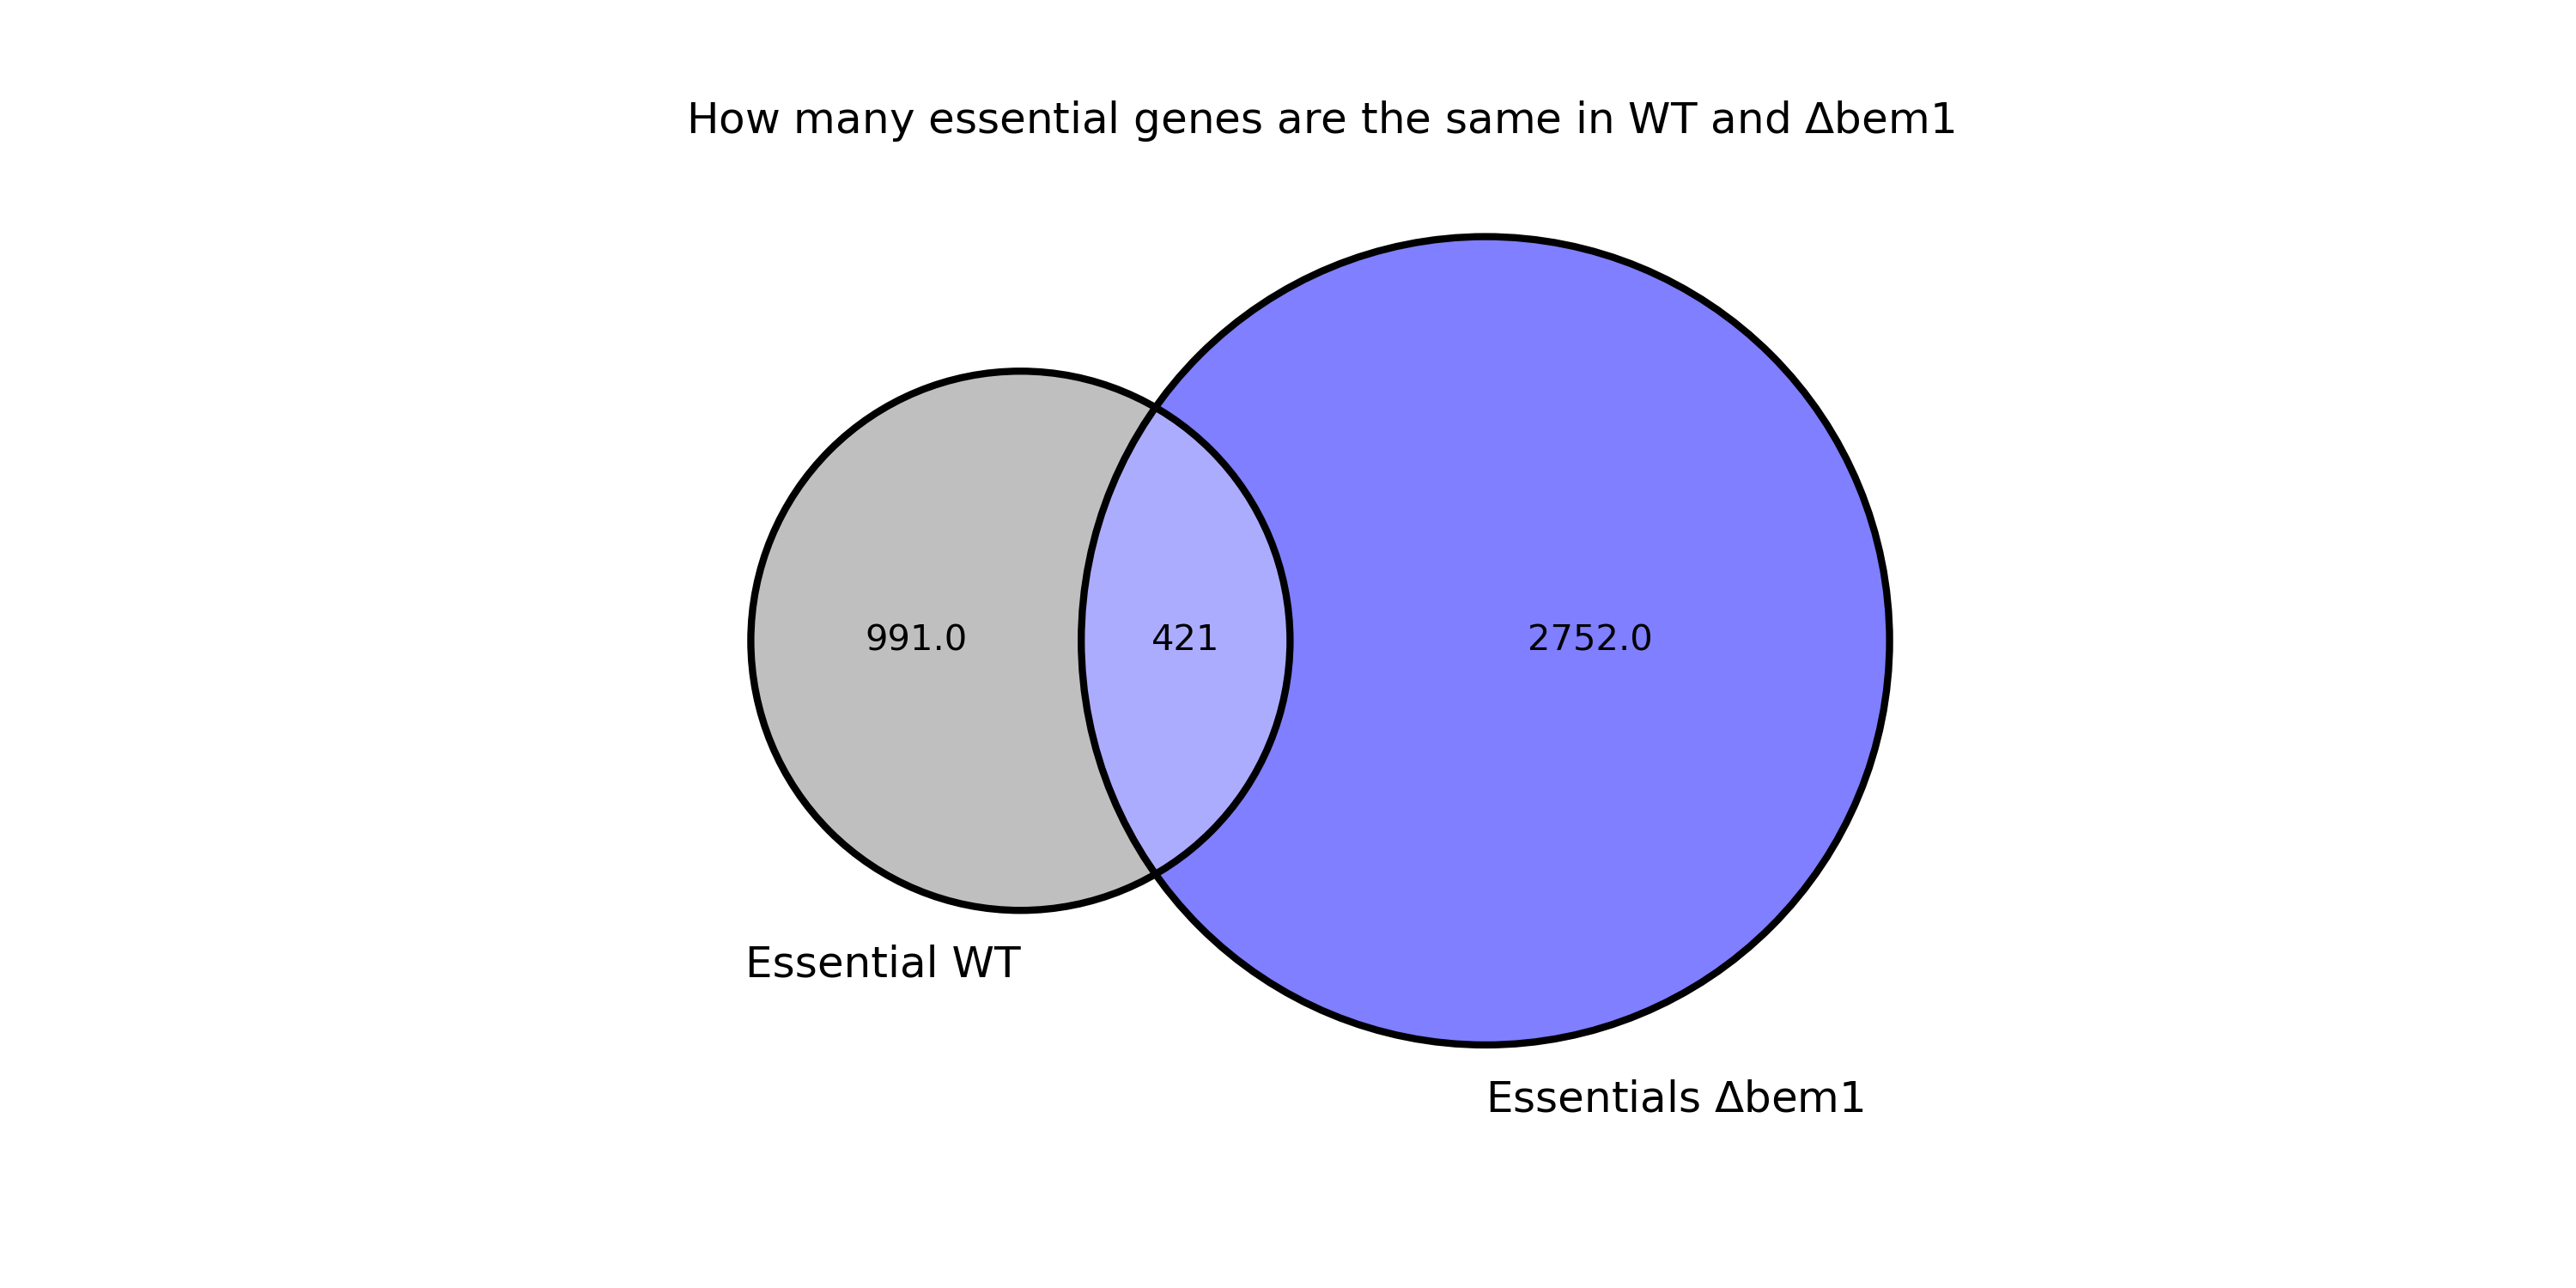 How many essential genes are the same in WT and Δbem1
991.0
421
2752.0
Essential WT
Essentials Δbem1